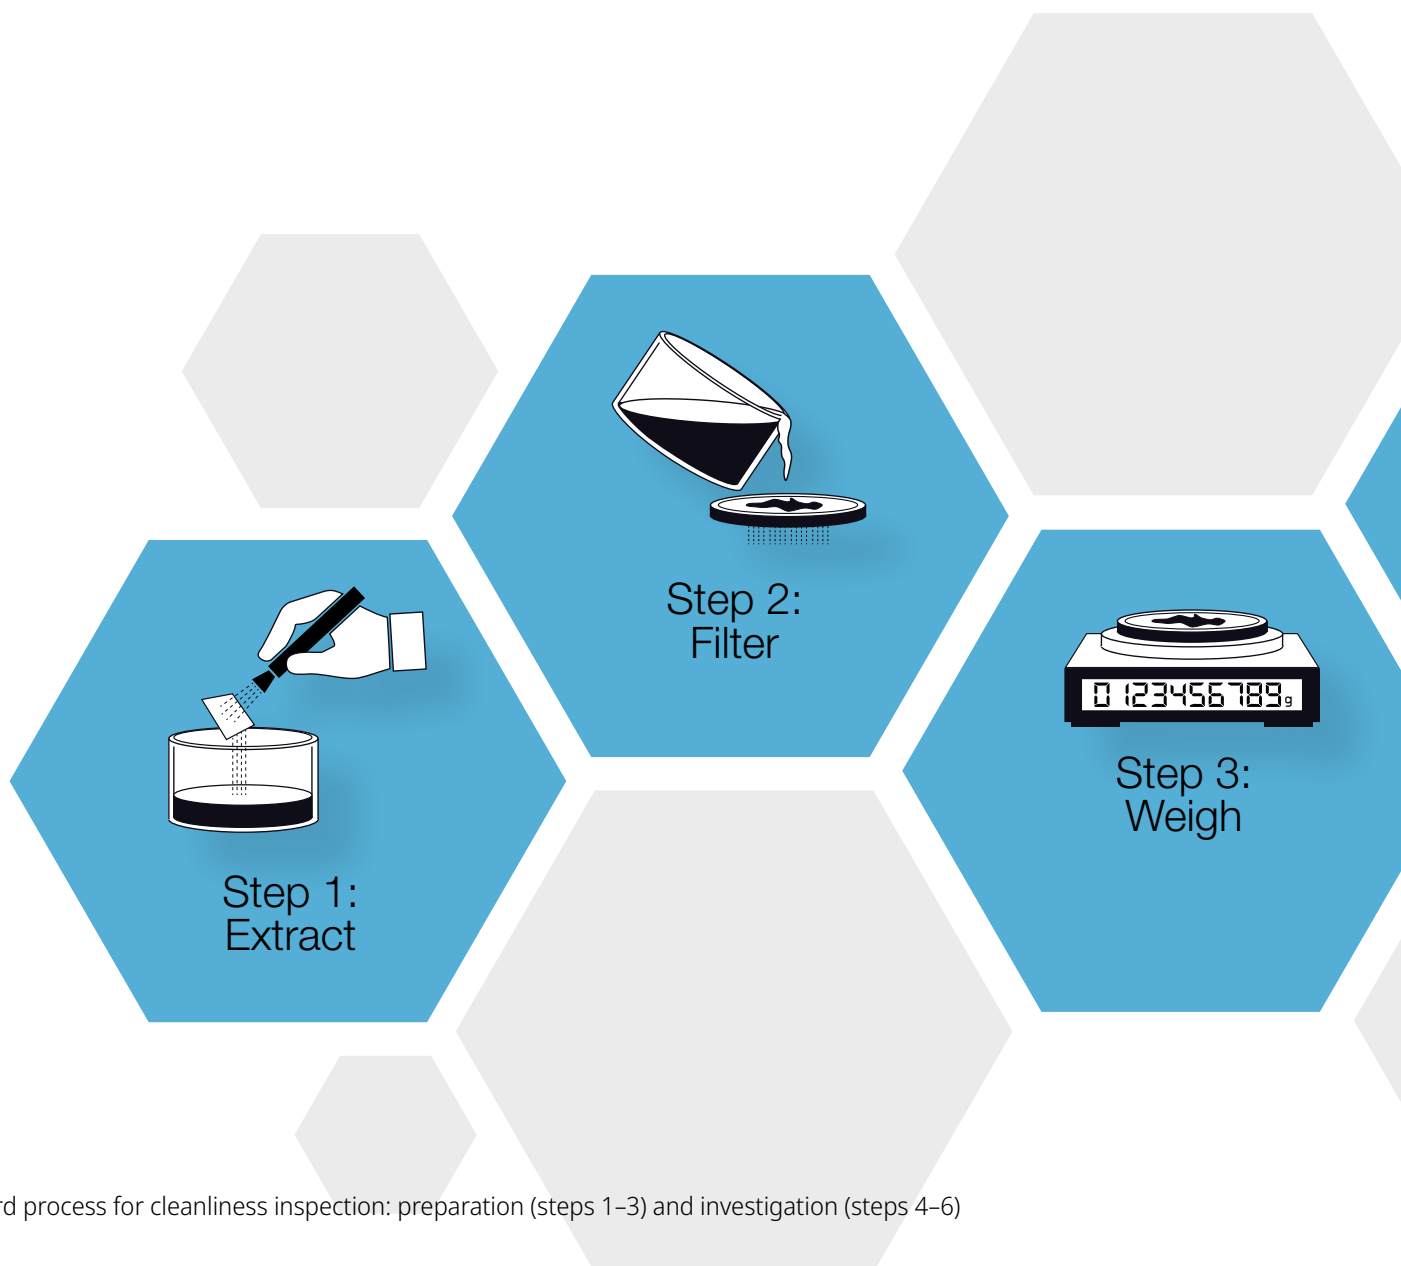 Step 1:
Extract
Step 2:
Filter
0123456789g
Step 3:
Weigh
process for cleanliness inspection: preparation (steps 1–3) and investigation (steps 4–6)